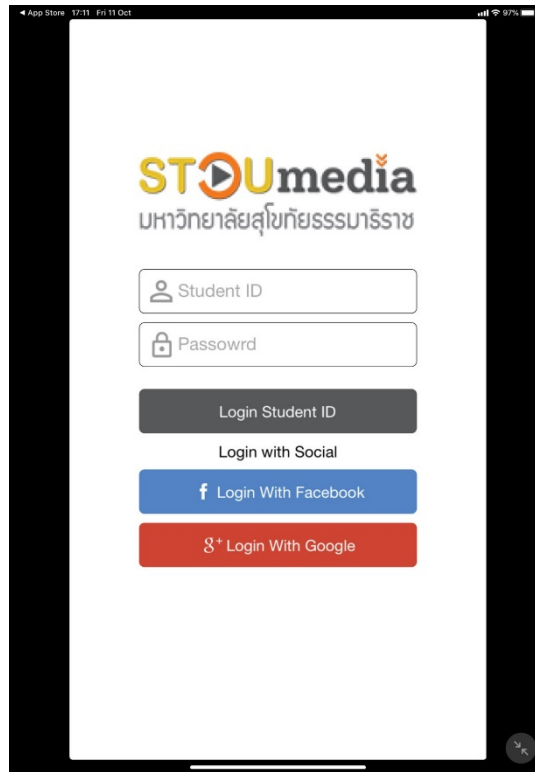 App Store 17:11 Fri 11 Oct 97%
STOUmedia
มหาวิทยาลัยสุโขทัยธรรมาธิราช
Student ID
Passowrd
Login Student ID
Login with Social
f Login With Facebook
g+ Login With Google